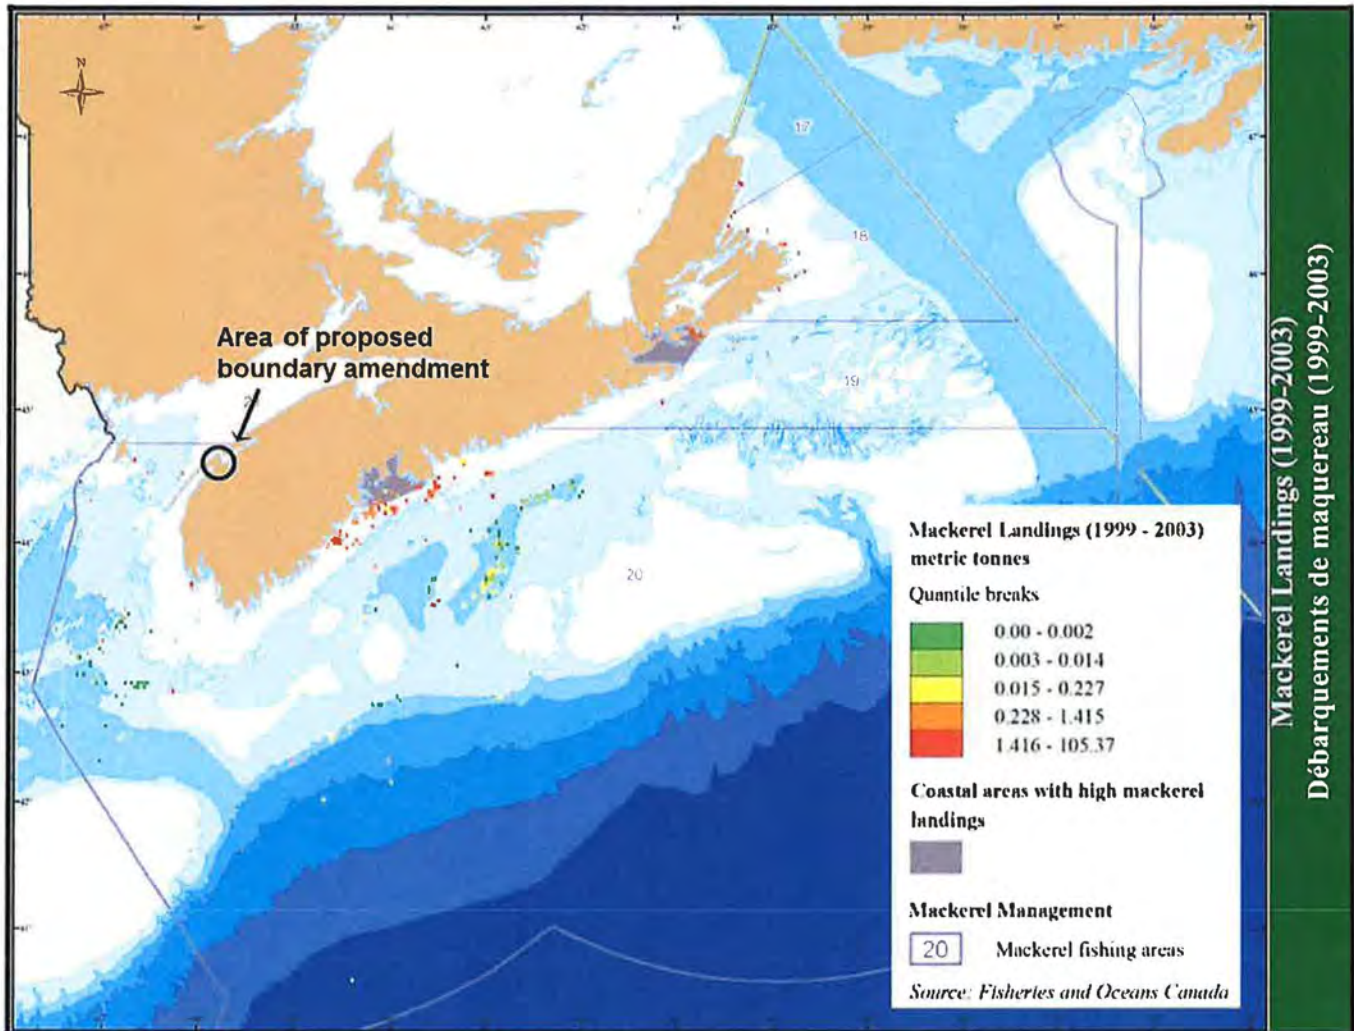 N
17
18
19
20
Area of proposed
boundary amendment
Mackerel Landings (1999 - 2003)
metric tonnes
Quantile breaks
0.00 - 0.002
0.003 - 0.014
0.015 - 0.227
0.228 - 1.415
1.416 - 105.37
Coastal areas with high mackerel
landings
Mackerel Management
20 Mackerel fishing areas
Source: Fisheries and Oceans Canada
Mackerel Landings (1999-2003)
Débarquements de maquereau (1999-2003)